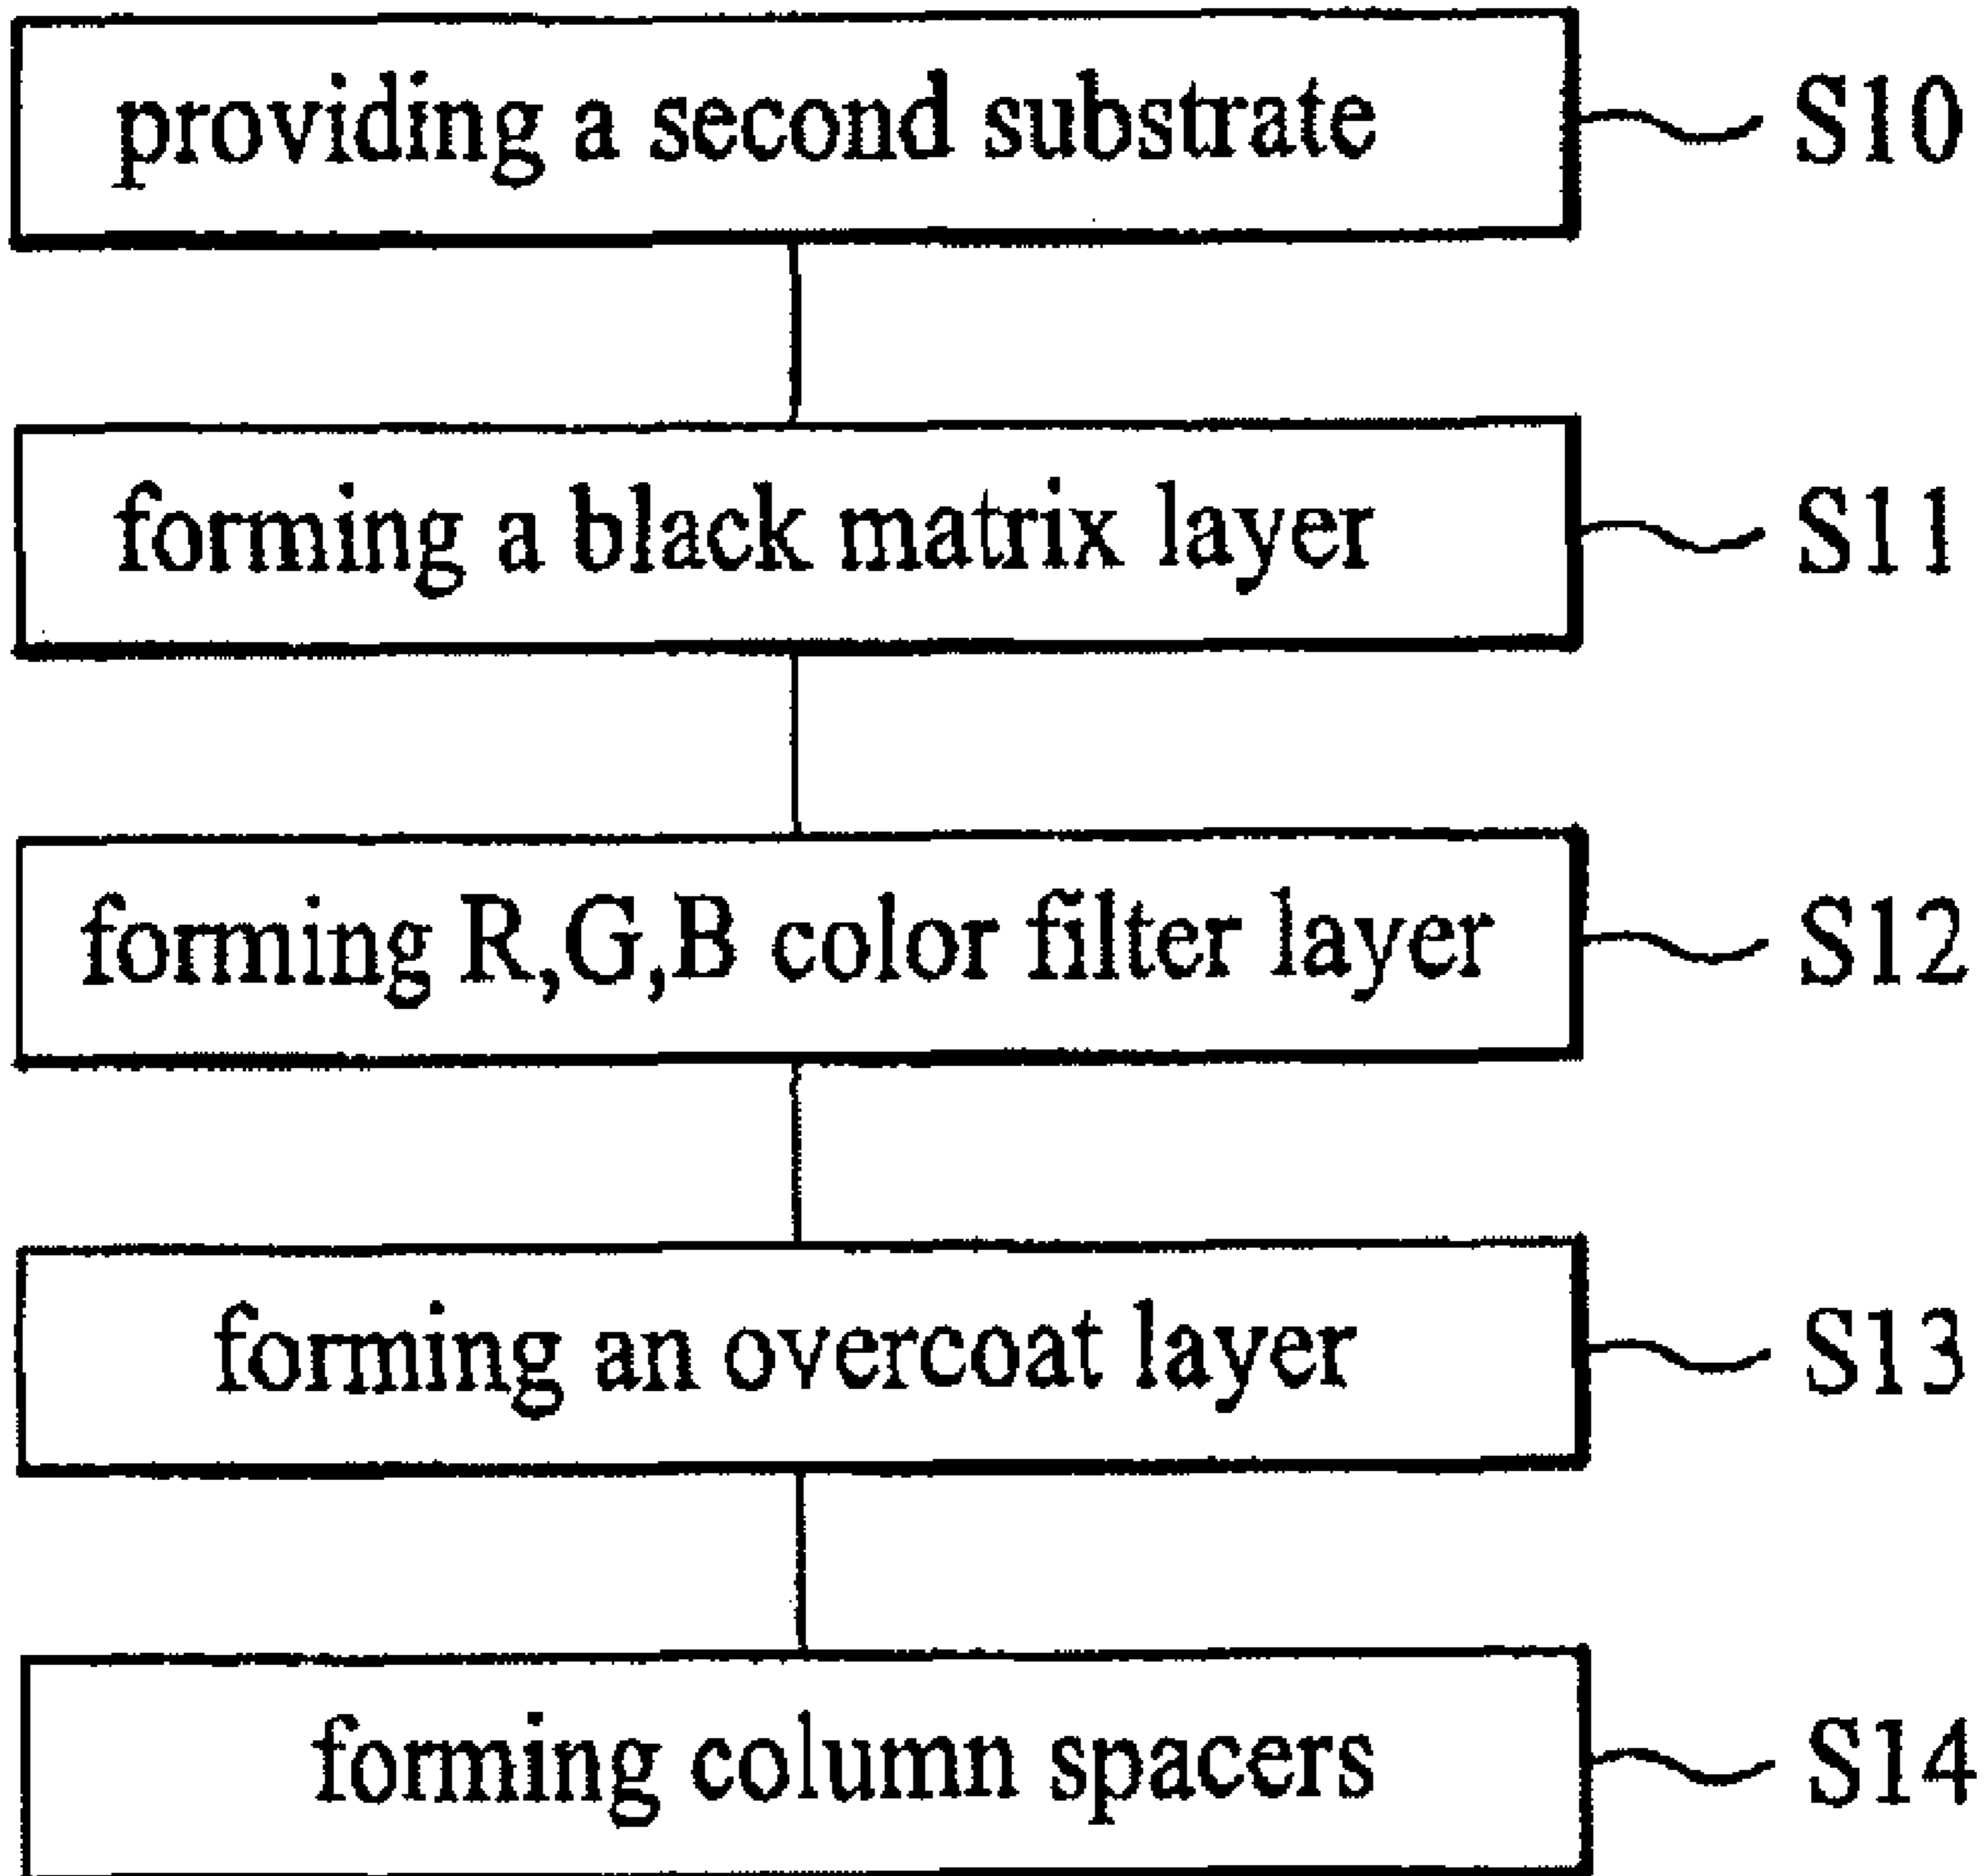 providing a second substrate S10
forming a black matrix layer S11
forming R,G,B color filter layer S12
forming an overcoat layer S13
forming column spacers S14